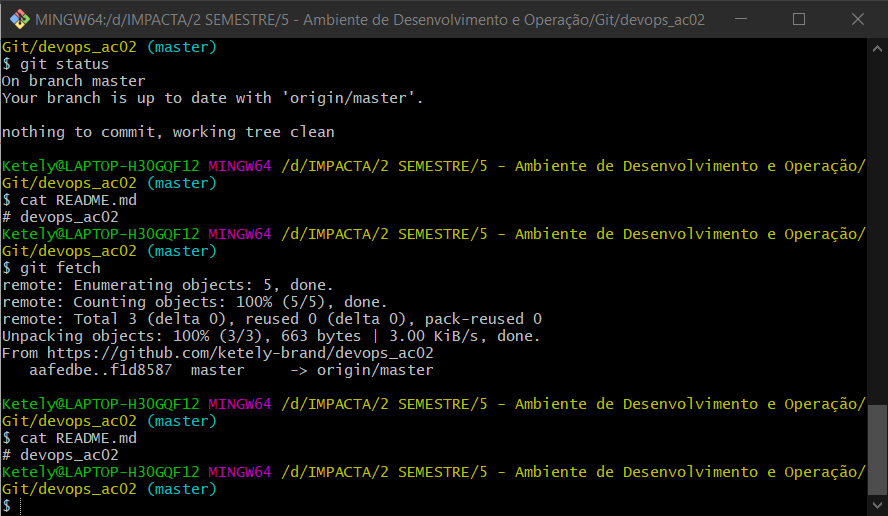 MINGW64:/d/IMPACTA/2 SEMESTRE/5 - Ambiente de Desenvolvimento e Operação/Git/devops_ac02
Git/devops_ac02 (master)
$ git status
On branch master
Your branch is up to date with 'origin/master'.
nothing to commit, working tree clean
Ketely@LAPTOP-H30GQF12 MINGW64 /d/IMPACTA/2 SEMESTRE/5 - Ambiente de Desenvolvimento e Operação/
Git/devops_ac02 (master)
$ cat README.md
# devops_ac02
Ketely@LAPTOP-H30GQF12 MINGW64 /d/IMPACTA/2 SEMESTRE/5 - Ambiente de Desenvolvimento e Operação/
Git/devops_ac02 (master)
$ git fetch
remote: Enumerating objects: 5, done.
remote: Counting objects: 100% (5/5), done.
remote: Total 3 (delta 0), reused 0 (delta 0), pack-reused 0
Unpacking objects: 100% (3/3), 663 bytes | 3.00 KiB/s, done.
From https://github.com/ketely-brand/devops_ac02
   aafedbe..f1d8587  master     -> origin/master
Ketely@LAPTOP-H30GQF12 MINGW64 /d/IMPACTA/2 SEMESTRE/5 - Ambiente de Desenvolvimento e Operação/
Git/devops_ac02 (master)
$ cat README.md
# devops_ac02
Ketely@LAPTOP-H30GQF12 MINGW64 /d/IMPACTA/2 SEMESTRE/5 - Ambiente de Desenvolvimento e Operação/
Git/devops_ac02 (master)
$